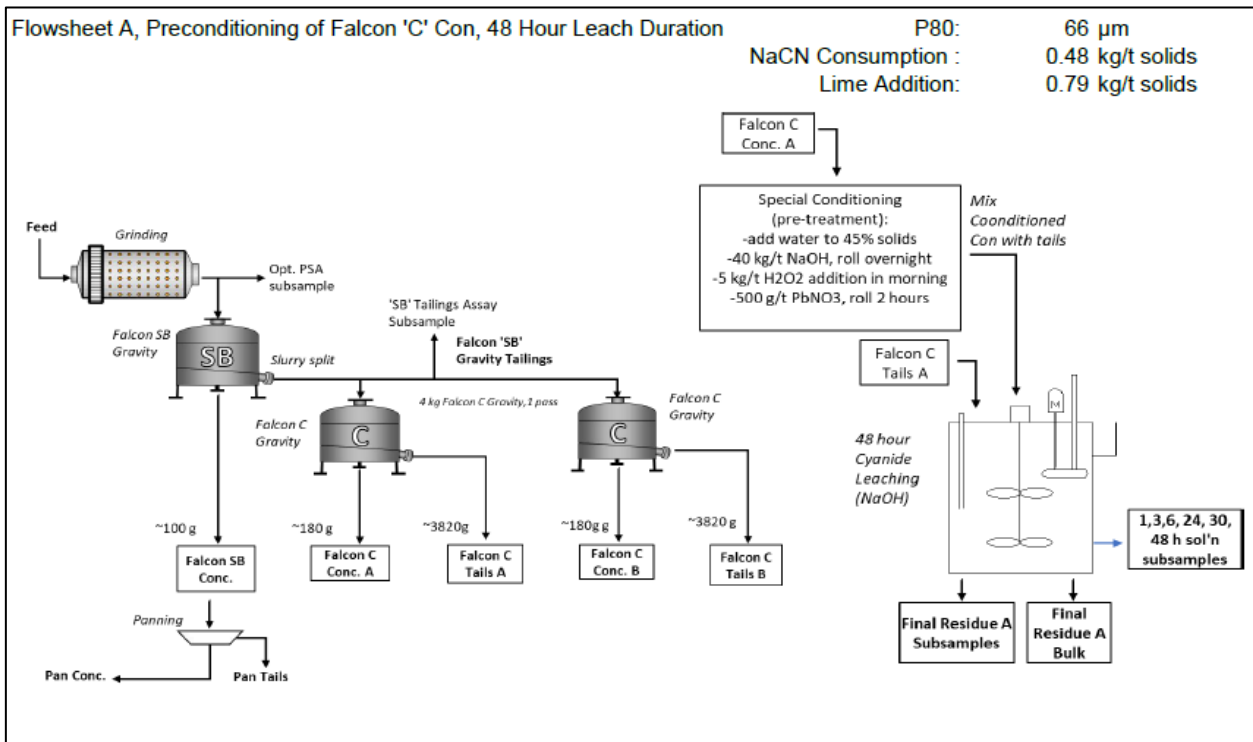 Flowsheet A, Preconditioning of Falcon 'C' Con, 48 Hour Leach Duration
P80: 66 µm
NaCN Consumption : 0.48 kg/t solids
Lime Addition: 0.79 kg/t solids
Falcon C
Conc. A
Special Conditioning
(pre-treatment):
-add water to 45% solids
-40 kg/t NaOH, roll overnight
-5 kg/t H2O2 addition in morning
-500 g/t PbNO3, roll 2 hours
Mix
Coonditioned
Con with tails
Feed
Grinding
Opt. PSA
subsample
Falcon SB
Gravity
SB
Slurry split
'SB' Tailings Assay
Subsample
Falcon 'SB'
Gravity Tailings
4 kg Falcon C Gravity, 1 pass
Falcon C
Gravity
C
Falcon C
Gravity
C
Falcon C
Tails A
M
48 hour
Cyanide
Leaching
(NaOH)
1,3,6, 24, 30,
48 h sol'n
subsamples
~100 g
~180 g
~3820g
~180g g
~3820g
Falcon SB
Conc.
Falcon C
Conc. A
Falcon C
Tails A
Falcon C
Conc. B
Falcon C
Tails B
Panning
Pan Conc.
Pan Tails
Final Residue A
Subsamples
Final
Residue A
Bulk